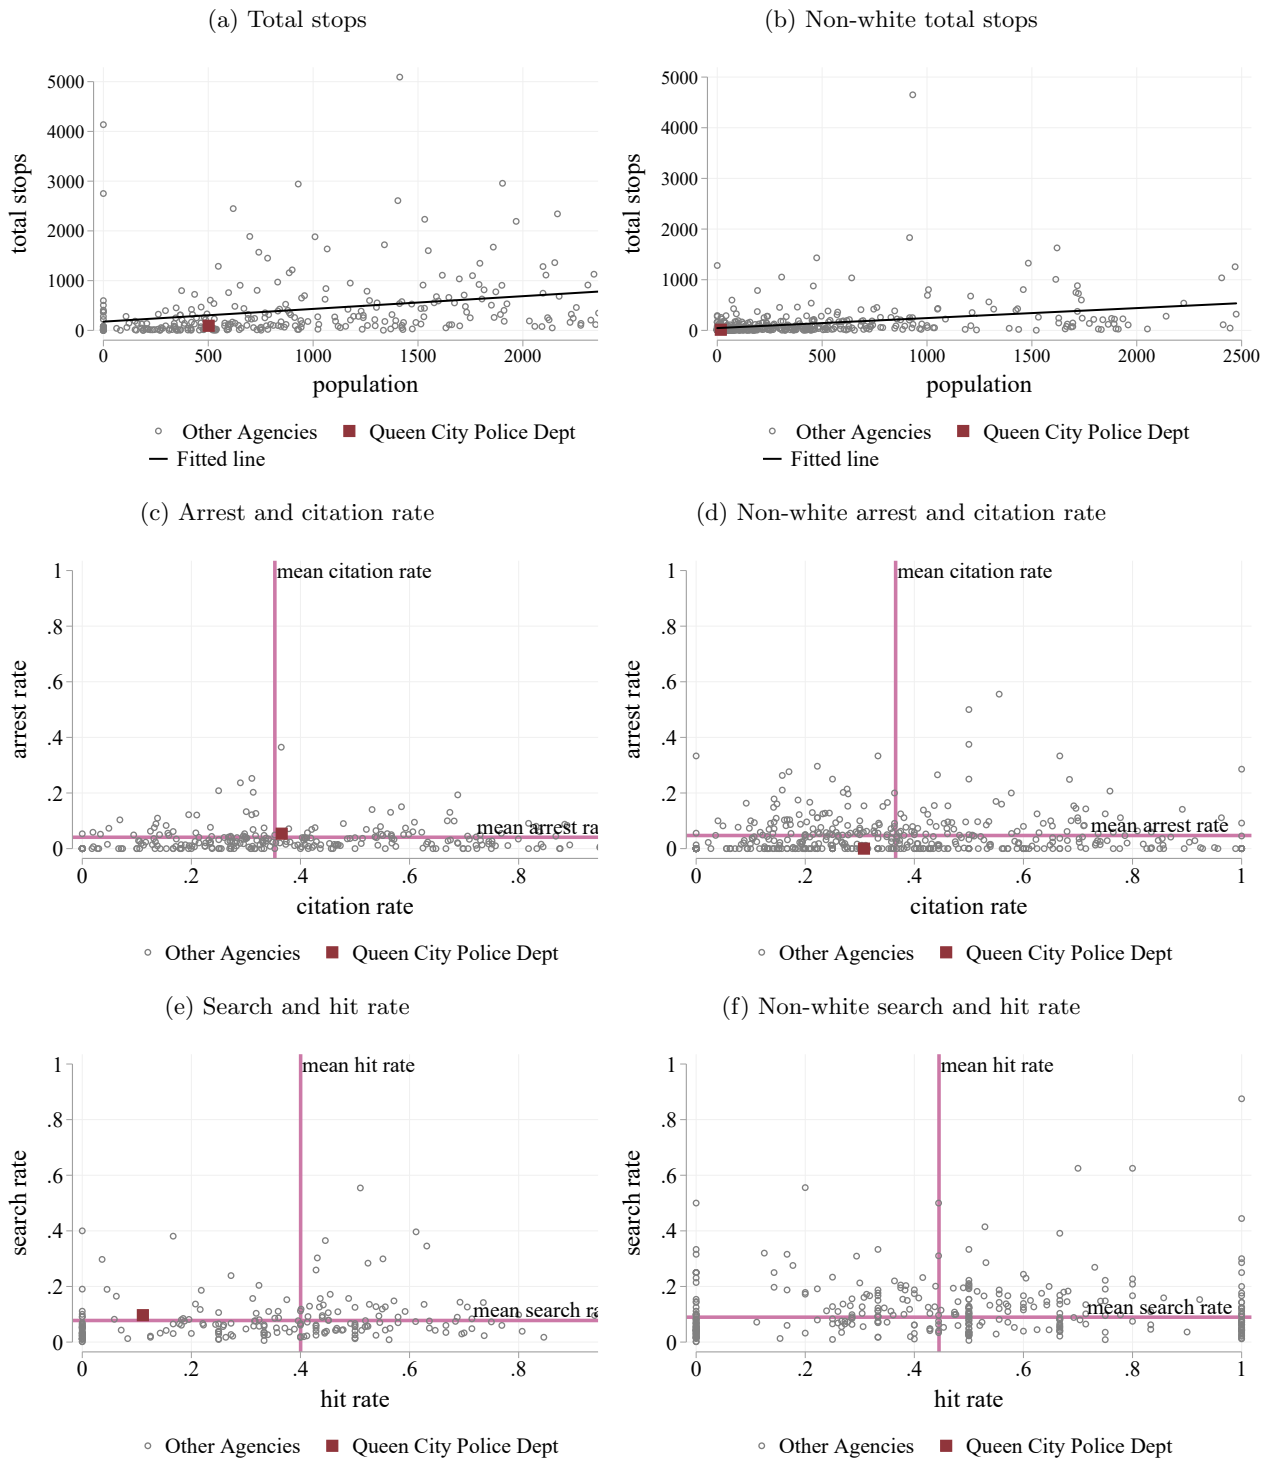 (a) Total stops
(b) Non-white total stops
total stops
5000
4000
3000
2000
1000
0
0 500 1000 1500 2000
population
Other Agencies Queen City Police Dept
Fitted line
total stops
5000
4000
3000
2000
1000
0
0 500 1000 1500 2000 2500
population
Other Agencies Queen City Police Dept
Fitted line
(c) Arrest and citation rate
(d) Non-white arrest and citation rate
arrest rate
1
.8
.6
.4
.2
0
mean citation rate
mean arrest ra
0 .2 .4 .6 .8
citation rate
Other Agencies Queen City Police Dept
arrest rate
1
.8
.6
.4
.2
0
mean citation rate
mean arrest rate
0 .2 .4 .6 .8 1
citation rate
Other Agencies Queen City Police Dept
(e) Search and hit rate
(f) Non-white search and hit rate
search rate
1
.8
.6
.4
.2
0
mean hit rate
mean search ra
0 .2 .4 .6 .8
hit rate
Other Agencies Queen City Police Dept
search rate
1
.8
.6
.4
.2
0
mean hit rate
mean search rate
0 .2 .4 .6 .8 1
hit rate
Other Agencies Queen City Police Dept